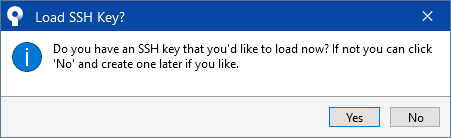 Load SSH Key?
Do you have an SSH key that you'd like to load now? If not you can click
'No' and create one later if you like.
Yes No